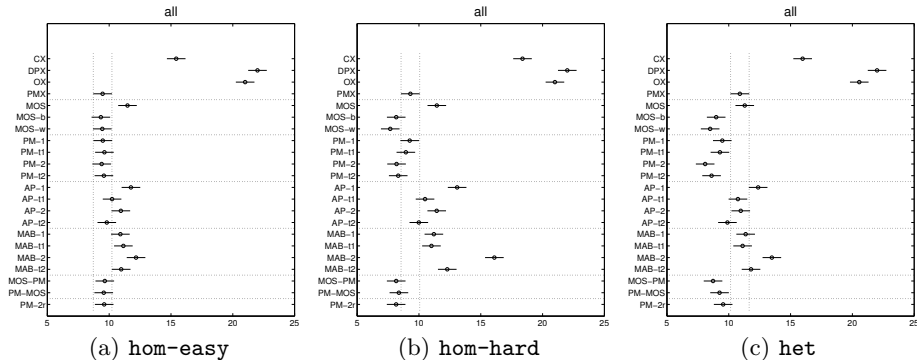 all
CX
DPX
OX
PMX
MOS
MOS-b
MOS-w
PM-1
PM-t1
PM-2
PM-t2
AP-1
AP-t1
AP-2
AP-t2
MAB-1
MAB-t1
MAB-2
MAB-t2
MOS-PM
PM-MOS
PM-2r
5 10 15 20 25
(a) hom-easy
all
CX
DPX
OX
PMX
MOS
MOS-b
MOS-w
PM-1
PM-t1
PM-2
PM-t2
AP-1
AP-t1
AP-2
AP-t2
MAB-1
MAB-t1
MAB-2
MAB-t2
MOS-PM
PM-MOS
PM-2r
5 10 15 20 25
(b) hom-hard
all
CX
DPX
OX
PMX
MOS
MOS-b
MOS-w
PM-1
PM-t1
PM-2
PM-t2
AP-1
AP-t1
AP-2
AP-t2
MAB-1
MAB-t1
MAB-2
MAB-t2
MOS-PM
PM-MOS
PM-2r
5 10 15 20 25
(c) het